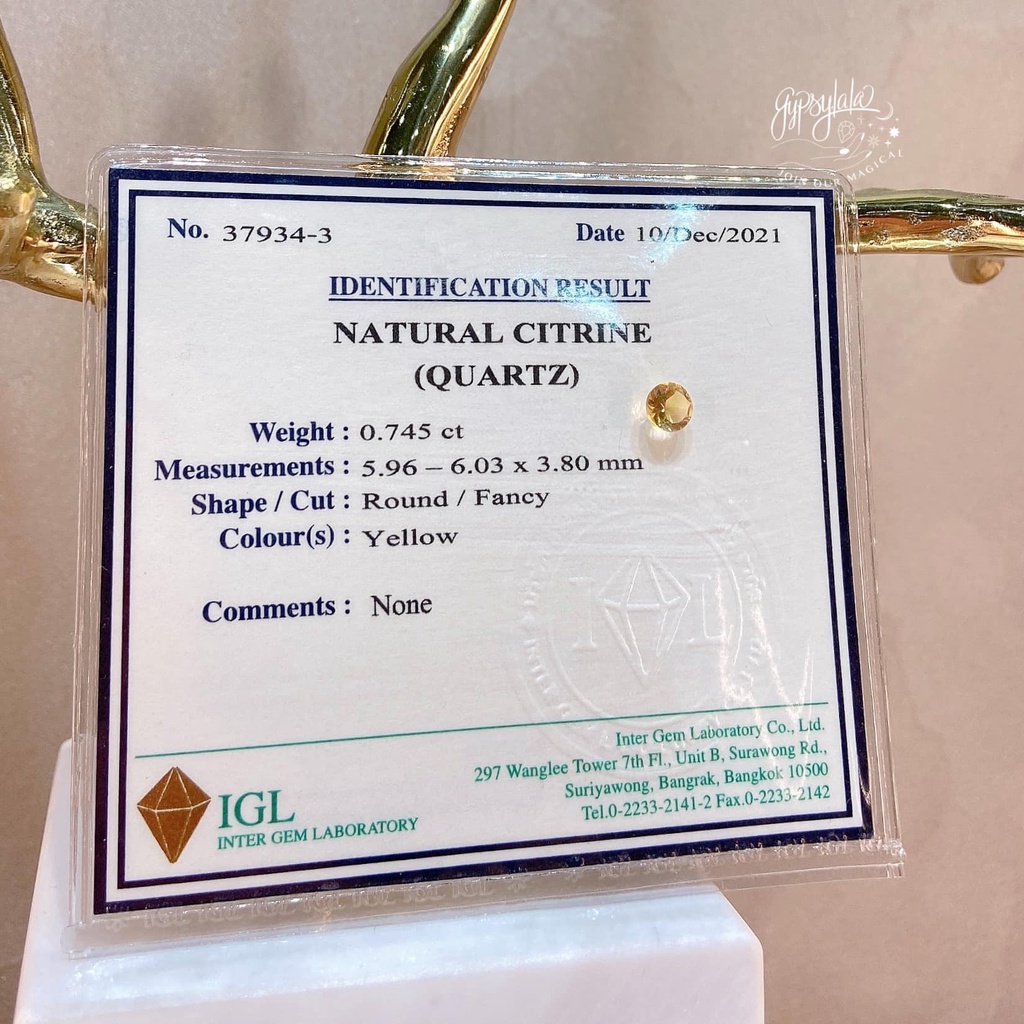 gypsylala
JOIN OUR MAGICAL
No. 37934-3
Date 10/Dec/2021
IDENTIFICATION RESULT
NATURAL CITRINE
(QUARTZ)
Weight : 0.745 ct
Measurements : 5.96 – 6.03 x 3.80 mm
Shape / Cut : Round / Fancy
Colour(s) : Yellow
Comments : None
I L
Inter Gem Laboratory Co., Ltd.
297 Wanglee Tower 7th Fl., Unit B, Surawong Rd.,
Suriyawong, Bangrak, Bangkok 10500
Tel.0-2233-2141-2 Fax.0-2233-2142
IGL
INTER GEM LABORATORY